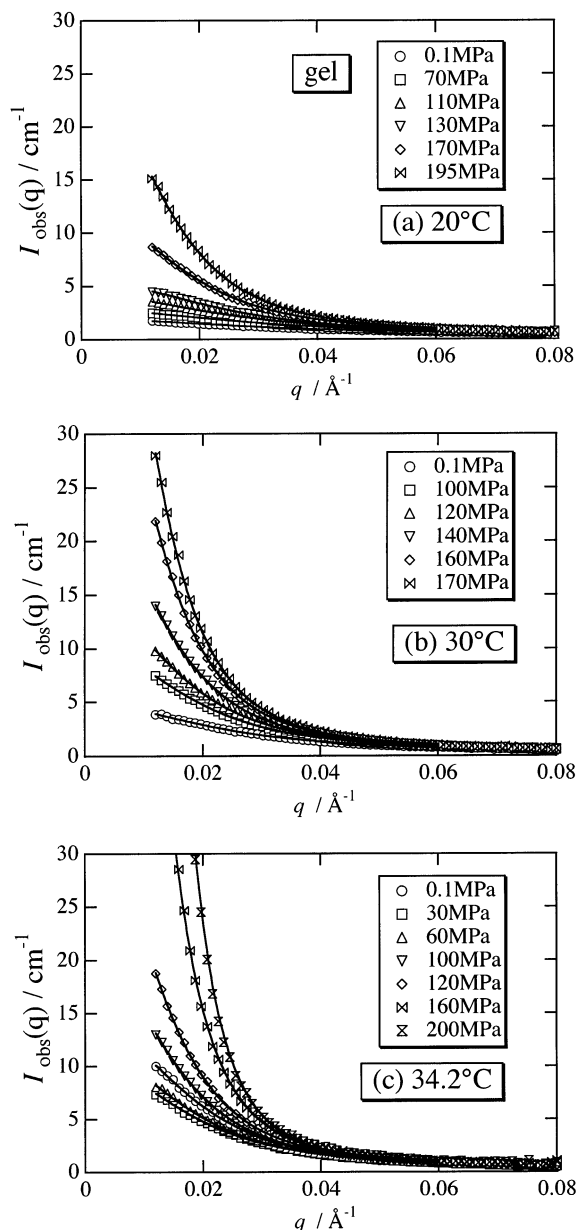 30
25
20
15
10
5
0
I obs(q) / cm-1
gel
0.1MPa
70MPa
110MPa
130MPa
170MPa
195MPa
(a) 20°C
0 0.02 0.04 0.06 0.08
q / Å-1
30
25
20
15
10
5
0
I obs(q) / cm-1
0.1MPa
100MPa
120MPa
140MPa
160MPa
170MPa
(b) 30°C
0 0.02 0.04 0.06 0.08
q / Å-1
30
25
20
15
10
5
0
I obs(q) / cm-1
0.1MPa
30MPa
60MPa
100MPa
120MPa
160MPa
200MPa
(c) 34.2°C
0 0.02 0.04 0.06 0.08
q / Å-1